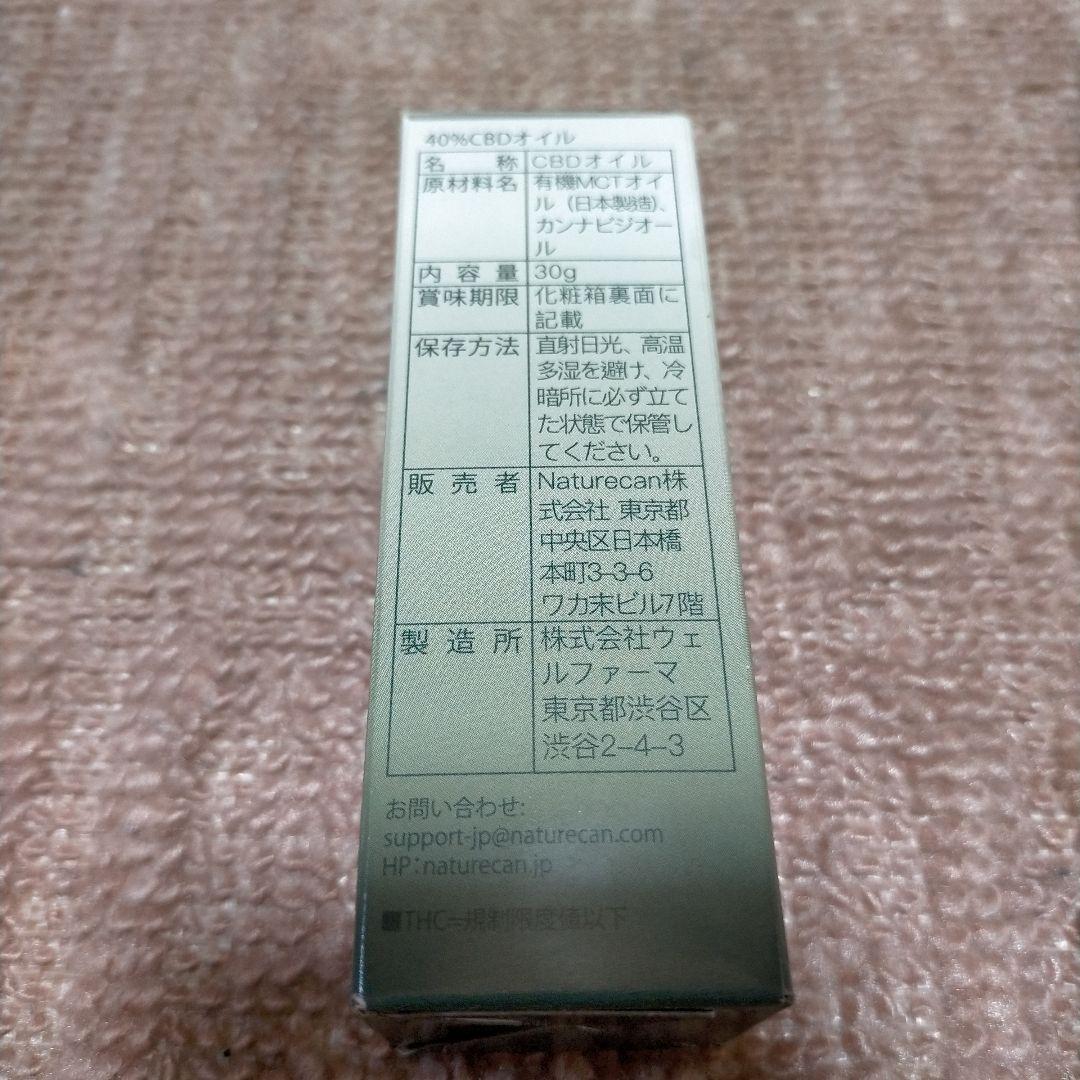 40%CBDオイル
名称 CBDオイル
原材料名 有機MCTオイ
ル（日本製造）、
カンナビジオー
ル
内容量 30g
賞味期限 化粧箱裏面に
記載
保存方法 直射日光、高温
多湿を避け、冷
暗所に必ず立て
た状態で保管し
てください。
販売者 Naturecan株
式会社 東京都
中央区日本橋
本町3-3-6
ワカ末ビル7階
製造所 株式会社ウェ
ルファーマ
東京都渋谷区
渋谷2-4-3
お問い合わせ:
support-jp@naturecan.com
HP:naturecan.jp
THC=規制限度値以下